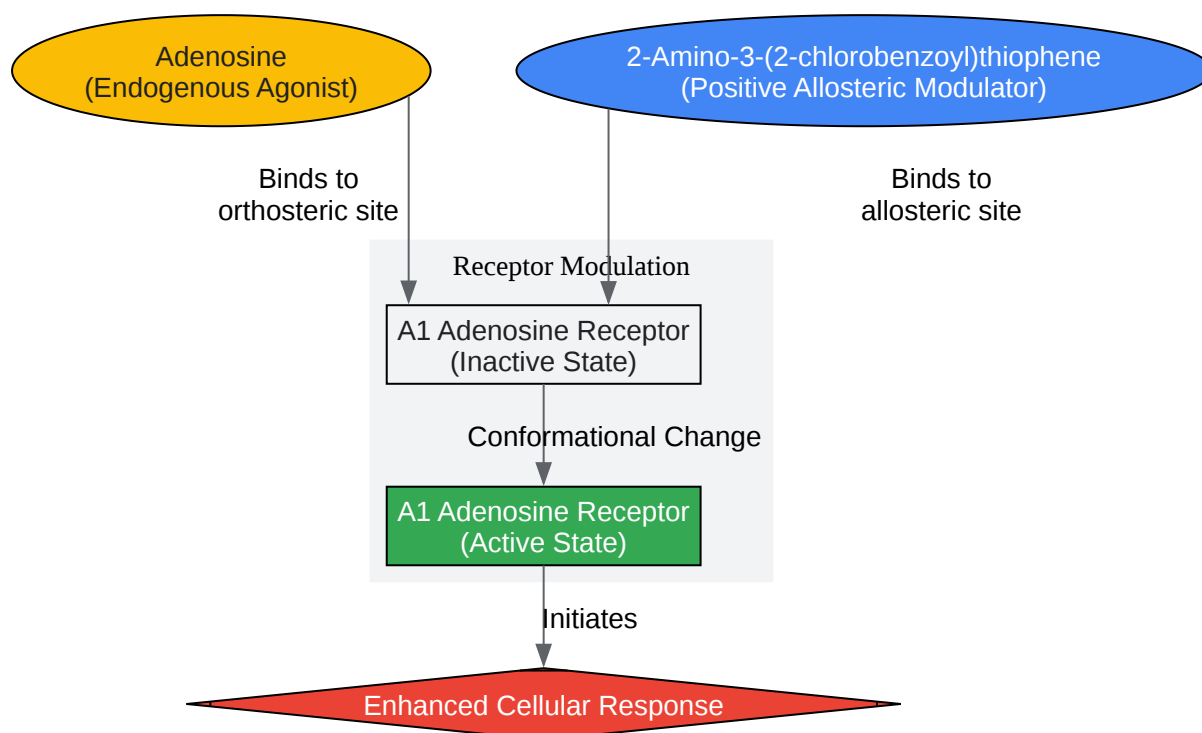 Adenosine
(Endogenous Agonist)
2-Amino-3-(2-chlorobenzoyl)thiophene
(Positive Allosteric Modulator)
Binds to
orthosteric site
Binds to
allosteric site
Receptor Modulation
A1 Adenosine Receptor
(Inactive State)
Conformational Change
A1 Adenosine Receptor
(Active State)
Initiates
Enhanced Cellular Response